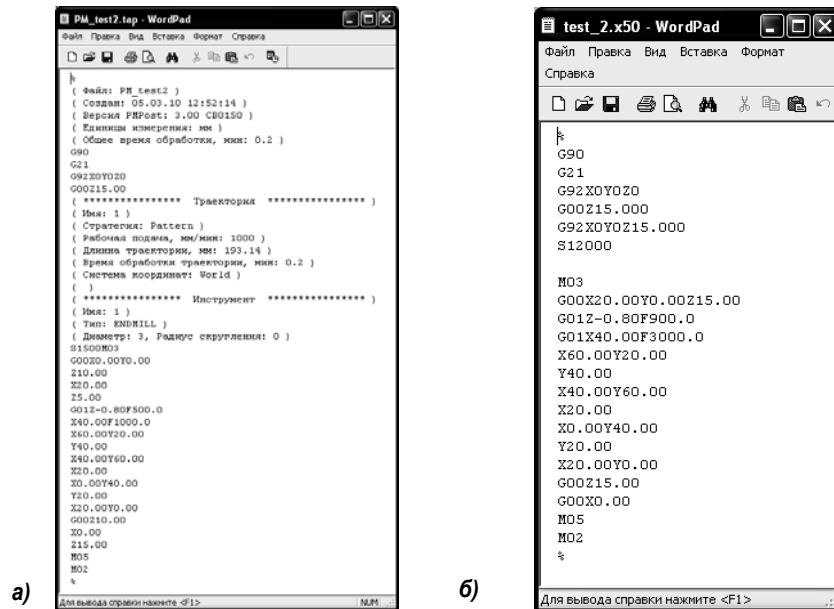 PM_test2.tap - WordPad
Файл Правка Вид Вставка Формат Справка
%
( Файл: PM_test2 )
( Создан: 05.03.10 12:52:14 )
( Версия PMPost: 3.00 CB0150 )
( Единицы измерения: мм )
( Общее время обработки, мин: 0.2 )
G90
G21
G92X0Y0Z0
G00Z15.00
( **************** Траектория **************** )
( Имя: 1 )
( Стратегия: Pattern )
( Рабочая подача, мм/мин: 1000 )
( Длинна траектории, мм: 193.14 )
( Время обработки траектории, мин: 0.2 )
( Система координат: World )
( )
( **************** Инструмент **************** )
( Имя: 1 )
( Тип: ENDMILL )
( Диаметр: 3, Радиус скругления: 0 )
S1500M03
G00X0.00Y0.00
Z10.00
X20.00
Z5.00
G01Z-0.80F500.0
X40.00F1000.0
X60.00Y20.00
Y40.00
X40.00Y60.00
X20.00
X0.00Y40.00
Y20.00
X20.00Y0.00
G00Z10.00
X0.00
Z15.00
M05
M02
%
Для вывода справки нажмите <F1>
NUM
а)
test_2.x50 - WordPad
Файл Правка Вид Вставка Формат
Справка
%
G90
G21
G92X0Y0Z0
G00Z15.000
G92X0Y0Z15.000
S12000
M03
G00X20.00Y0.00Z15.00
G01Z-0.80F900.0
G01X40.00F3000.0
X60.00Y20.00
Y40.00
X40.00Y60.00
X20.00
X0.00Y40.00
Y20.00
X20.00Y0.00
G00Z15.00
G00X0.00
M05
M02
%
Для вывода справки нажмите <F1>
б)